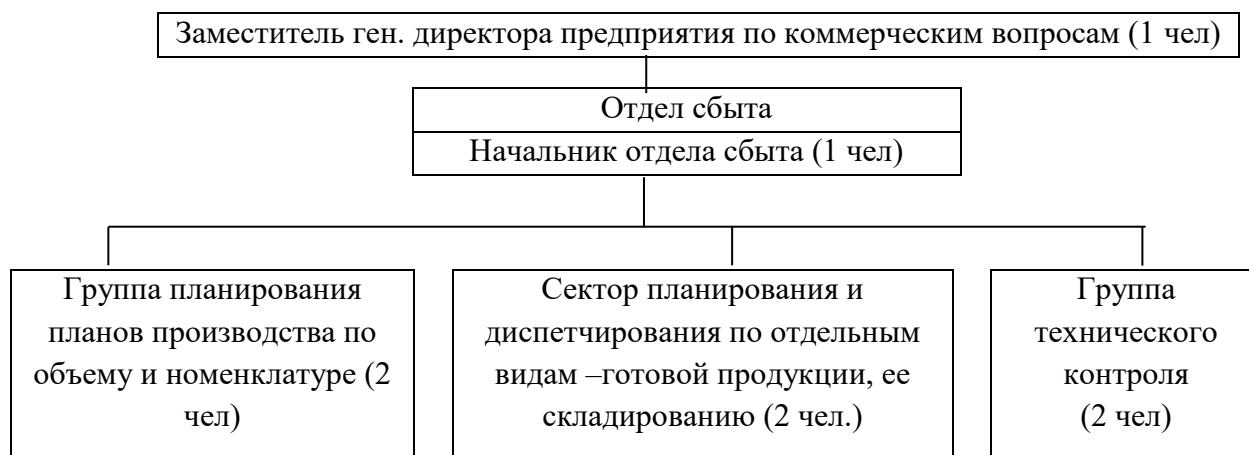 Заместитель ген. директора предприятия по коммерческим вопросам (1 чел)
Отдел сбыта
Начальник отдела сбыта (1 чел)
Группа планирования
планов производства по
объему и номенклатуре (2
чел)
Сектор планирования и
диспетчирования по отдельным
видам –готовой продукции, ее
складированию (2 чел.)
Группа
технического
контроля
(2 чел)